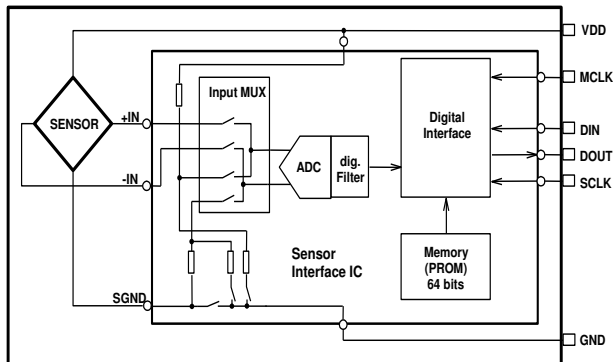 VDD
MCLK
Input MUX
+IN
SENSOR
Digital
Interface
DIN
DOUT
ADC
dig.
Filter
-IN
SCLK
Sensor
Interface IC
Memory
(PROM)
64 bits
SGND
GND